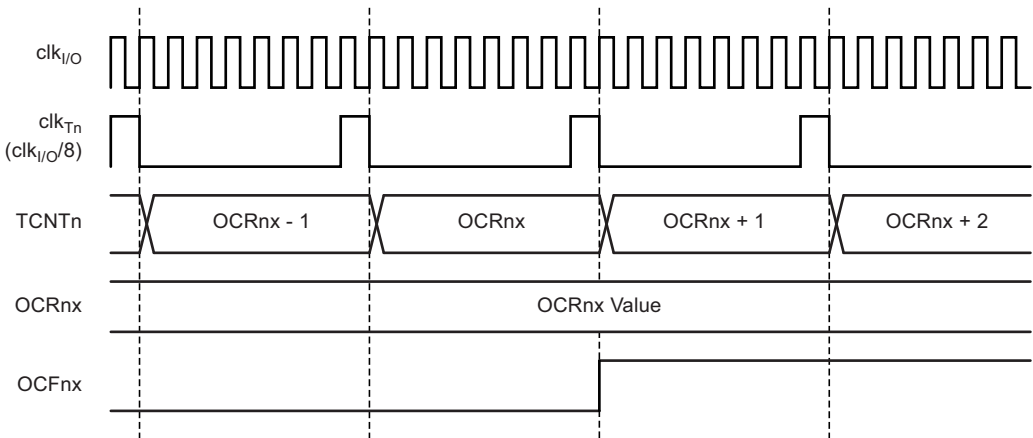 clkI/O
clkTn
(clkI/O/8)
TCNTn
OCRnx - 1
OCRnx
OCRnx + 1
OCRnx + 2
OCRnx
OCRnx Value
OCFnx